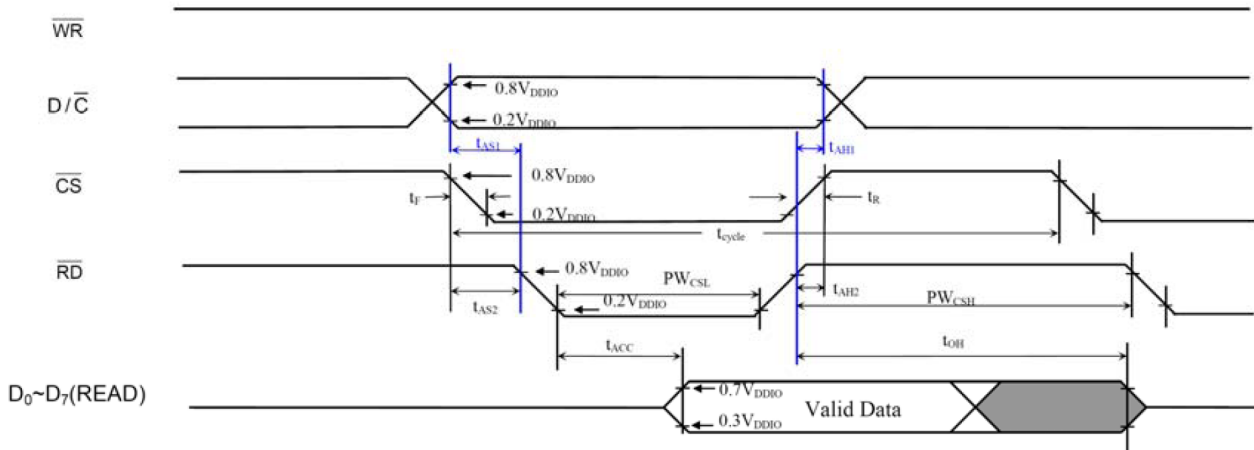 WR
D / C
0.8VDDIO
0.2VDDIO
tAS1
tAH1
CS
0.8VDDIO
tF
tR
0.2VDDIO
tcycle
RD
0.8VDDIO
PWCSL
tAH2
tAS2
0.2VDDIO
PWCSH
tACC
tOH
D0~D7(READ)
0.7VDDIO
Valid Data
0.3VDDIO